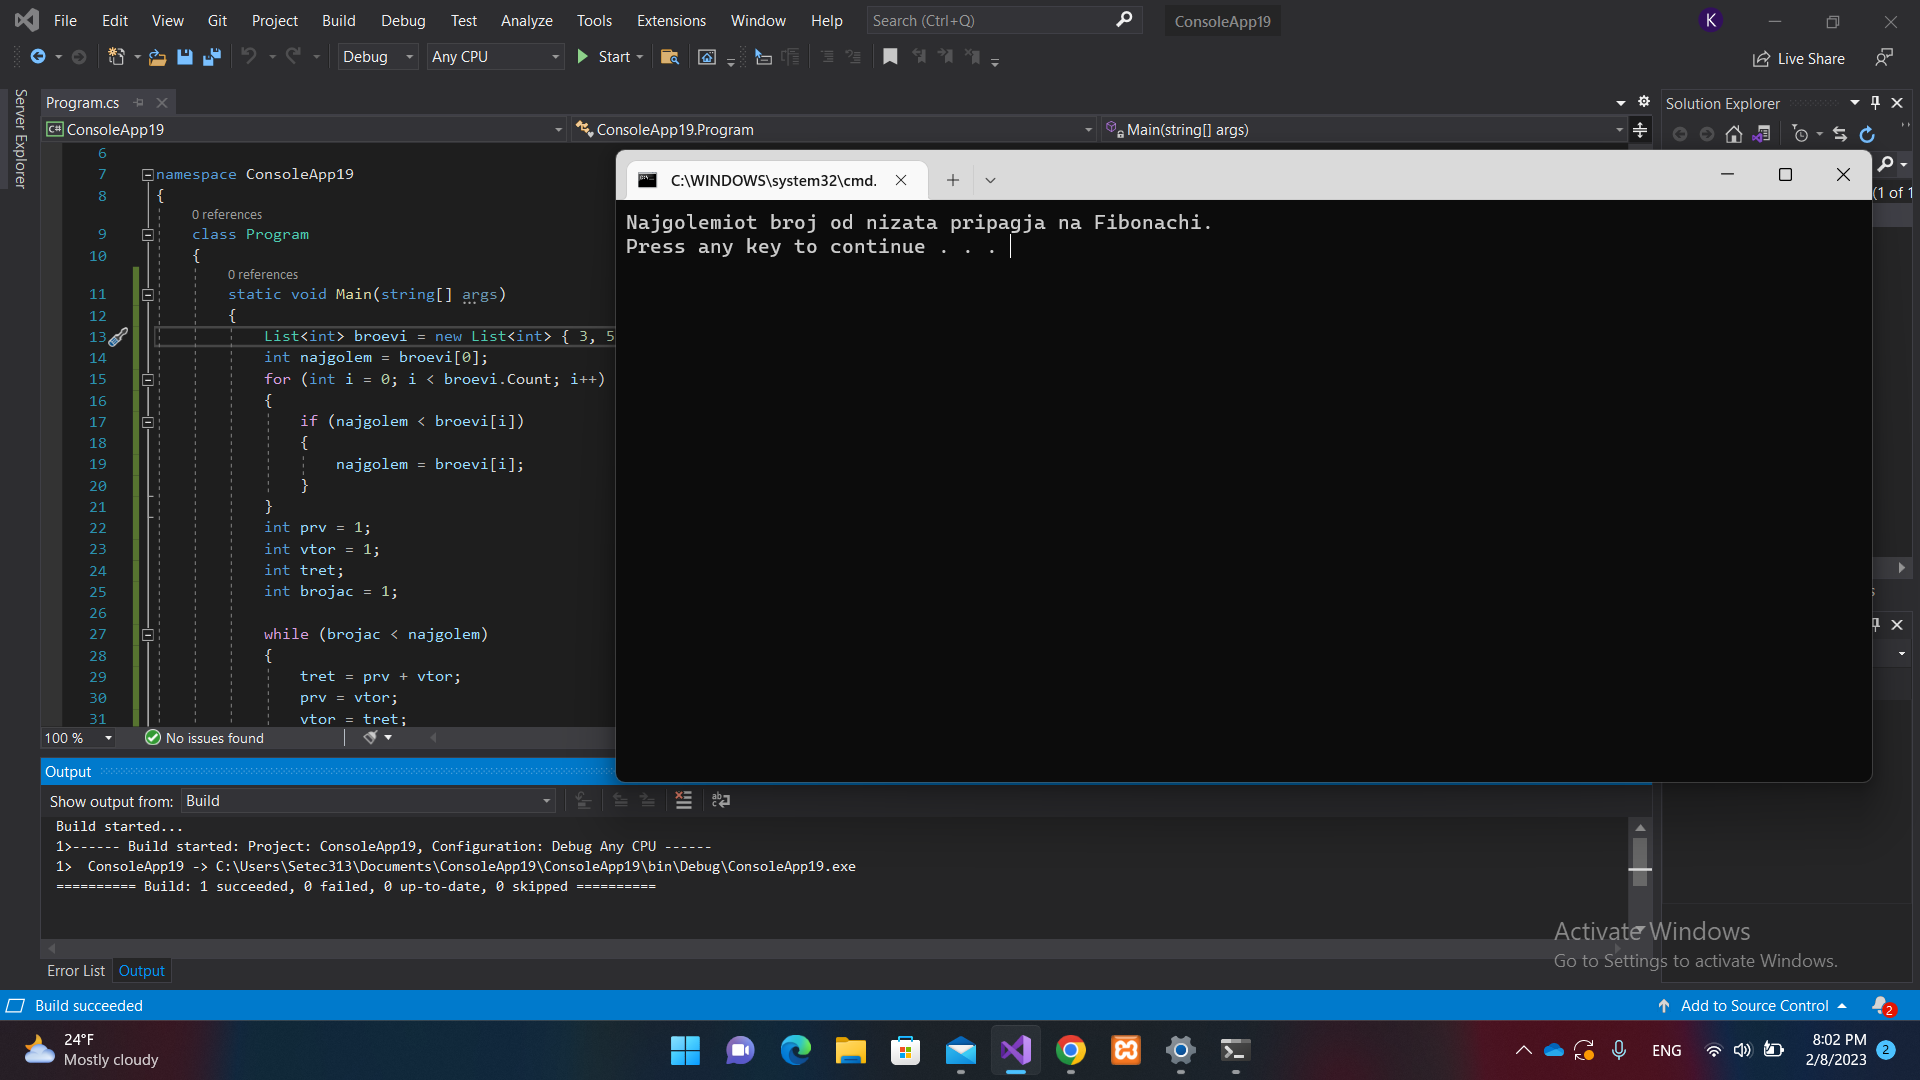 File Edit View Git Project Build Debug Test Analyze Tools Extensions Window Help Search (Ctrl+Q) ConsoleApp19 K
Debug Any CPU Start Live Share
Server Explorer
Program.cs
ConsoleApp19 ConsoleApp19.Program Main(string[] args)
Solution Explorer
(1 of 1
6
7 namespace ConsoleApp19
8 {
0 references
9 class Program
10 {
0 references
11 static void Main(string[] args)
12 {
13 List<int> broevi = new List<int> { 3, 5
14 int najgolem = broevi[0];
15 for (int i = 0; i < broevi.Count; i++)
16 {
17 if (najgolem < broevi[i])
18 {
19 najgolem = broevi[i];
20 }
21 }
22 int prv = 1;
23 int vtor = 1;
24 int tret;
25 int brojac = 1;
26
27 while (brojac < najgolem)
28 {
29 tret = prv + vtor;
30 prv = vtor;
31 vtor = tret;
C:\WINDOWS\system32\cmd.
Najgolemiot broj od nizata pripagja na Fibonachi.
Press any key to continue . . .
100 % No issues found
Output
Show output from: Build
Build started...
1>------ Build started: Project: ConsoleApp19, Configuration: Debug Any CPU ------
1> ConsoleApp19 -> C:\Users\Setec313\Documents\ConsoleApp19\ConsoleApp19\bin\Debug\ConsoleApp19.exe
========== Build: 1 succeeded, 0 failed, 0 up-to-date, 0 skipped ==========
Error List Output
Activate Windows
Go to Settings to activate Windows.
Build succeeded Add to Source Control 2
24°F
Mostly cloudy
ENG
8:02 PM
2/8/2023 2